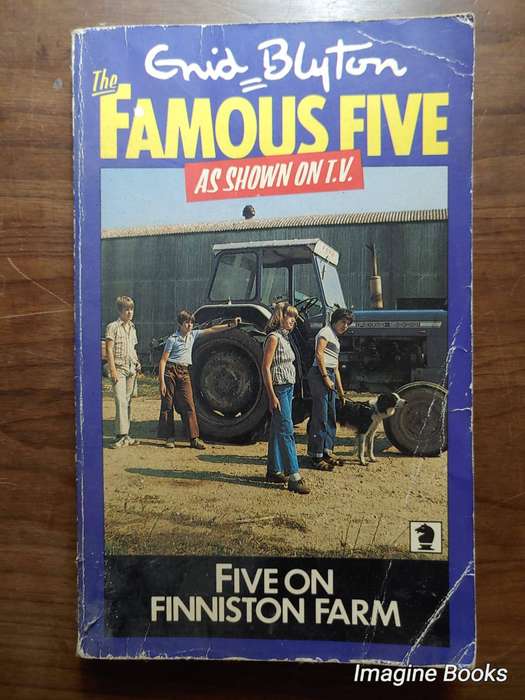 Enid Blyton
The
FAMOUS FIVE
AS SHOWN ON T.V.
FIVE ON
FINNISTON FARM
Imagine Books